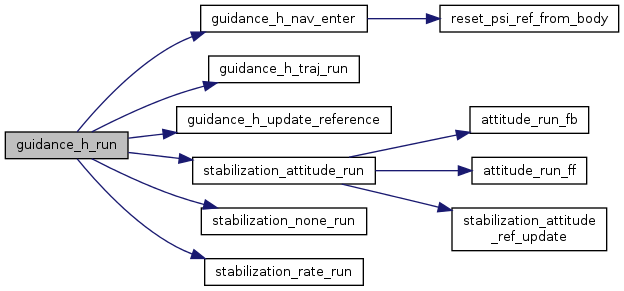 guidance_h_nav_enter
reset_psi_ref_from_body
guidance_h_traj_run
guidance_h_update_reference
attitude_run_fb
guidance_h_run
stabilization_attitude_run
attitude_run_ff
stabilization_none_run
stabilization_attitude
_ref_update
stabilization_rate_run